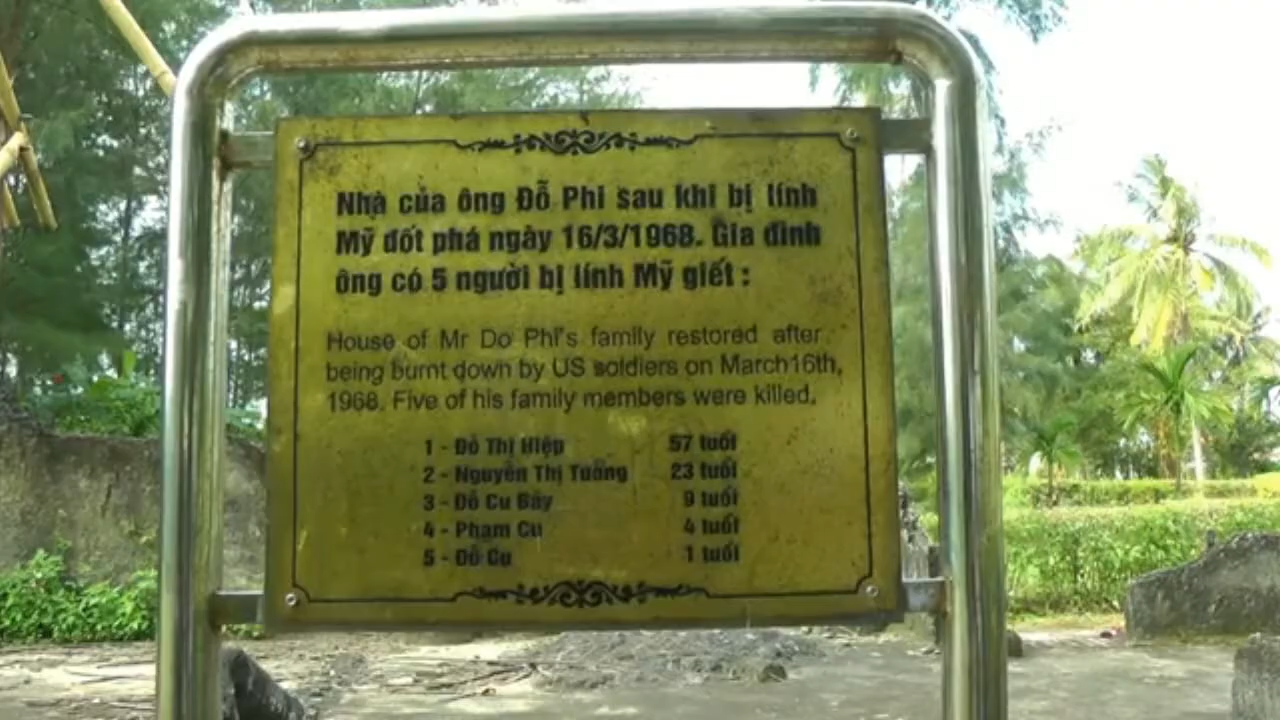 Nhà của ông Đỗ Phi sau khi bị lính
Mỹ đốt phá ngày 16/3/1968. Gia đình
ông có 5 người bị lính Mỹ giết :
House of Mr Do Phi's family restored after
being burnt down by US soldiers on March16th,
1968. Five of his family members were killed.
1 - Đỗ Thị Hiệp 57 tuổi
2 - Nguyễn Thị Tuông 23 tuổi
3 - Đỗ Cu Bảy 9 tuổi
4 - Phạm Cu 4 tuổi
5 - Đỗ Cu 1 tuổi